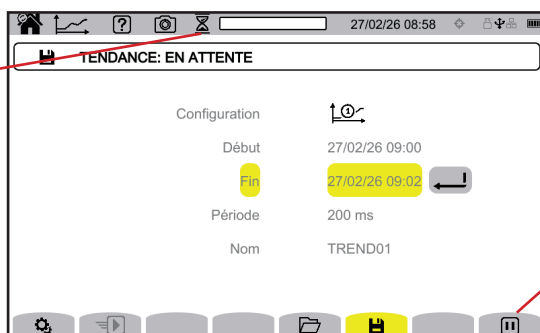 27/02/26 08:58
TENDANCE: EN ATTENTE
Configuration
1
Début 27/02/26 09:00
Fin 27/02/26 09:02
Période 200 ms
Nom TREND01